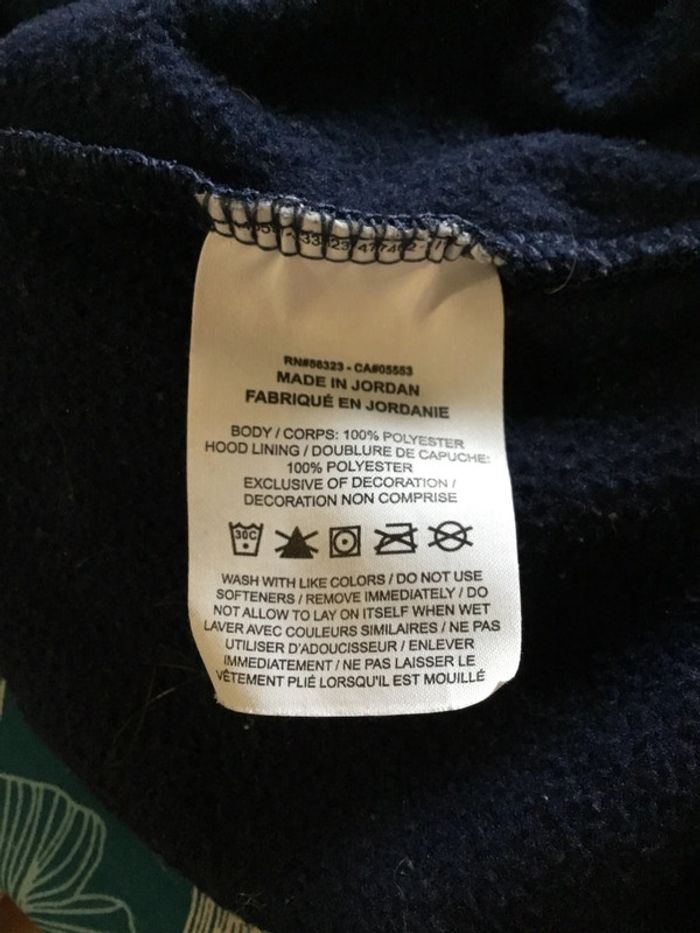 RN#56323 - CA#05553
MADE IN JORDAN
FABRIQUÉ EN JORDANIE
BODY / CORPS: 100% POLYESTER
HOOD LINING / DOUBLURE DE CAPUCHE:
100% POLYESTER
EXCLUSIVE OF DECORATION /
DECORATION NON COMPRISE
30C
WASH WITH LIKE COLORS / DO NOT USE
SOFTENERS / REMOVE IMMEDIATELY / DO
NOT ALLOW TO LAY ON ITSELF WHEN WET
LAVER AVEC COULEURS SIMILAIRES / NE PAS
UTILISER D'ADOUCISSEUR / ENLEVER
IMMEDIATEMENT / NE PAS LAISSER LE
VÊTEMENT PLIÉ LORSQU'IL EST MOUILLÉ